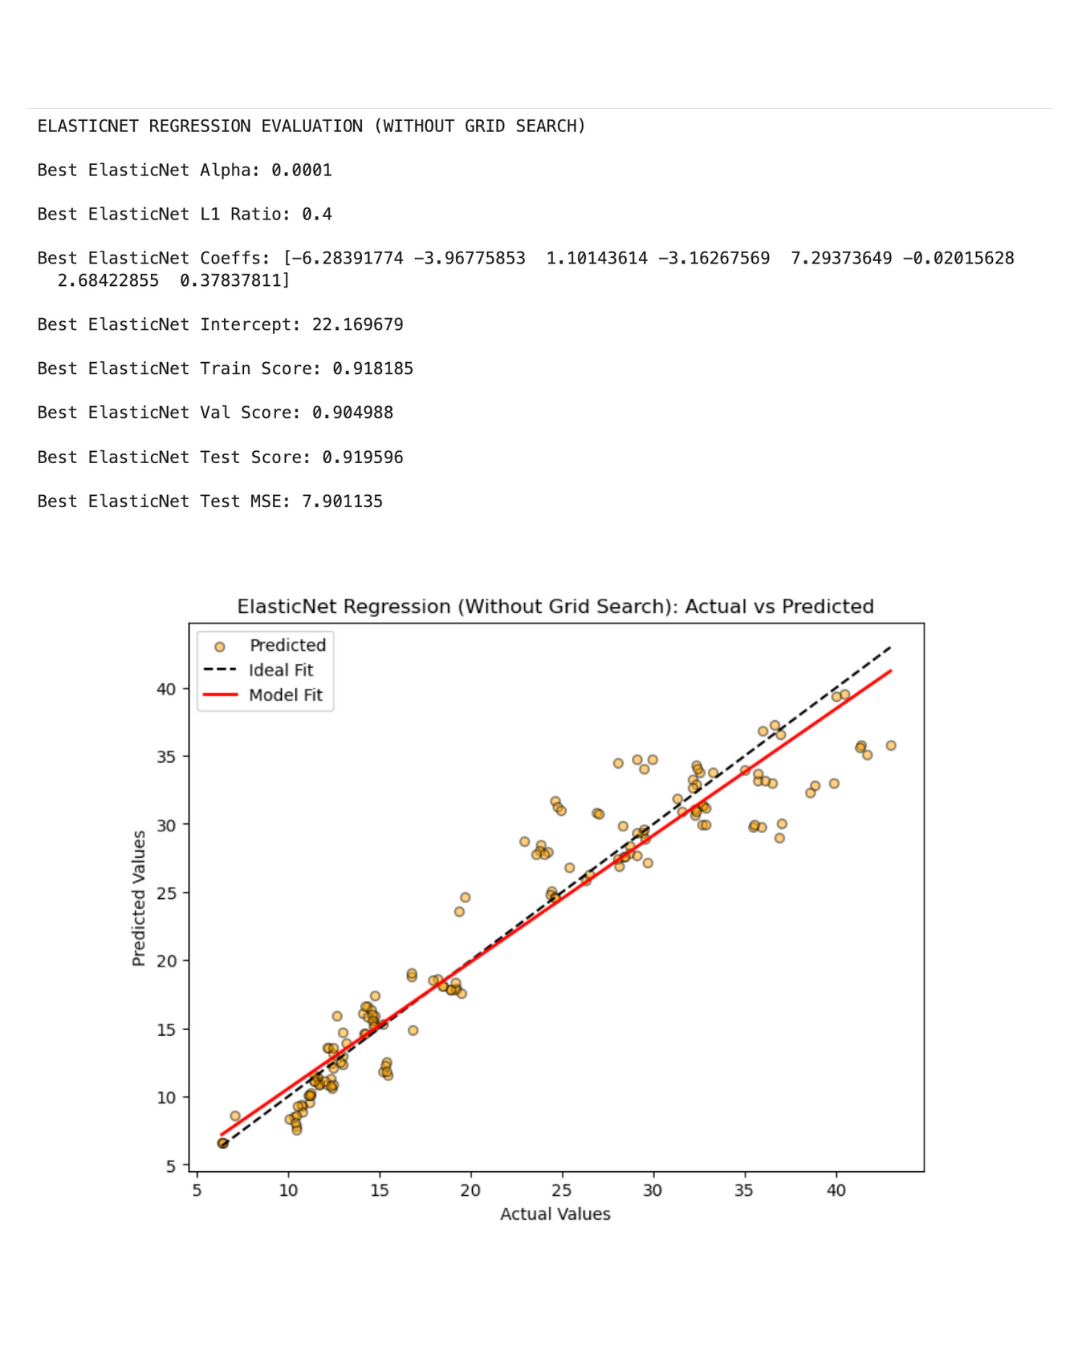 ELASTICNET REGRESSION EVALUATION (WITHOUT GRID SEARCH)
Best ElasticNet Alpha: 0.0001
Best ElasticNet L1 Ratio: 0.4
Best ElasticNet Coeffs: [-6.28391774 -3.96775853  1.10143614 -3.16267569  7.29373649 -0.02015628
2.68422855  0.37837811]
Best ElasticNet Intercept: 22.169679
Best ElasticNet Train Score: 0.918185
Best ElasticNet Val Score: 0.904988
Best ElasticNet Test Score: 0.919596
Best ElasticNet Test MSE: 7.901135
ElasticNet Regression (Without Grid Search): Actual vs Predicted
Predicted
Ideal Fit
Model Fit
Predicted Values
40
35
30
25
20
15
10
5
5 10 15 20 25 30 35 40
Actual Values